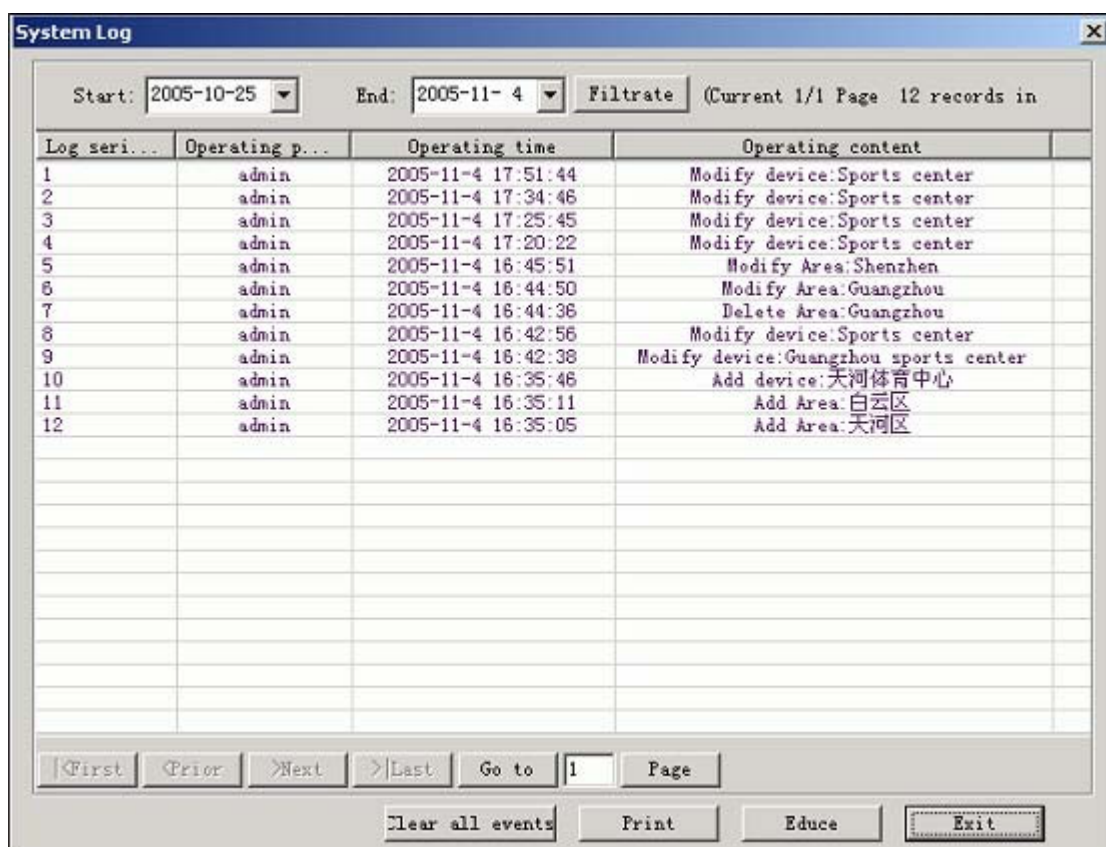 System Log
Start: 2005-10-25 End: 2005-11- 4 Filtrate (Current 1/1 Page 12 records in
Log seri... Operating p... Operating time Operating content
1 admin 2005-11-4 17:51:44 Modify device:Sports center
2 admin 2005-11-4 17:34:46 Modify device:Sports center
3 admin 2005-11-4 17:25:45 Modify device:Sports center
4 admin 2005-11-4 17:20:22 Modify device:Sports center
5 admin 2005-11-4 16:45:51 Modify Area:Shenzhen
6 admin 2005-11-4 16:44:50 Modify Area:Guangzhou
7 admin 2005-11-4 16:44:36 Delete Area:Guangzhou
8 admin 2005-11-4 16:42:56 Modify device:Sports center
9 admin 2005-11-4 16:42:38 Modify device:Guangzhou sports center
10 admin 2005-11-4 16:35:46 Add device:天河体育中心
11 admin 2005-11-4 16:35:11 Add Area:白云区
12 admin 2005-11-4 16:35:05 Add Area:天河区
|<First <Prior >Next >|Last Go to 1 Page
Clear all events Print Educe Exit